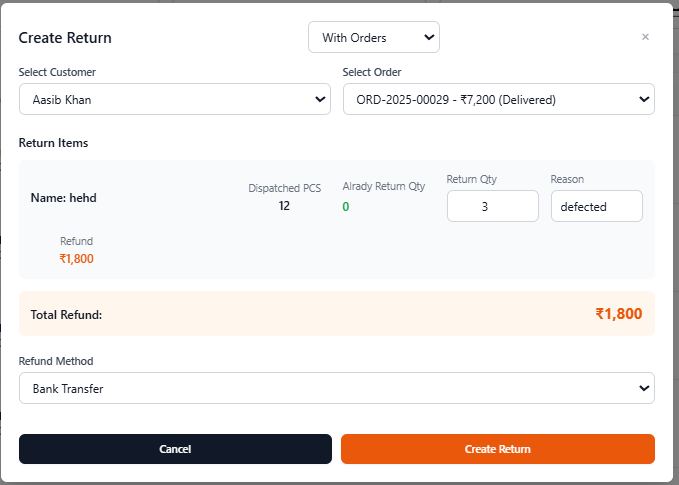 Create Return
With Orders
×
Select Customer
Select Order
Aasib Khan
ORD-2025-00029 - ₹7,200 (Delivered)
Return Items
Name: hehd
Dispatched PCS
12
Alrady Return Qty
0
Return Qty
3
Reason
defected
Refund
₹1,800
Total Refund:
₹1,800
Refund Method
Bank Transfer
Cancel
Create Return